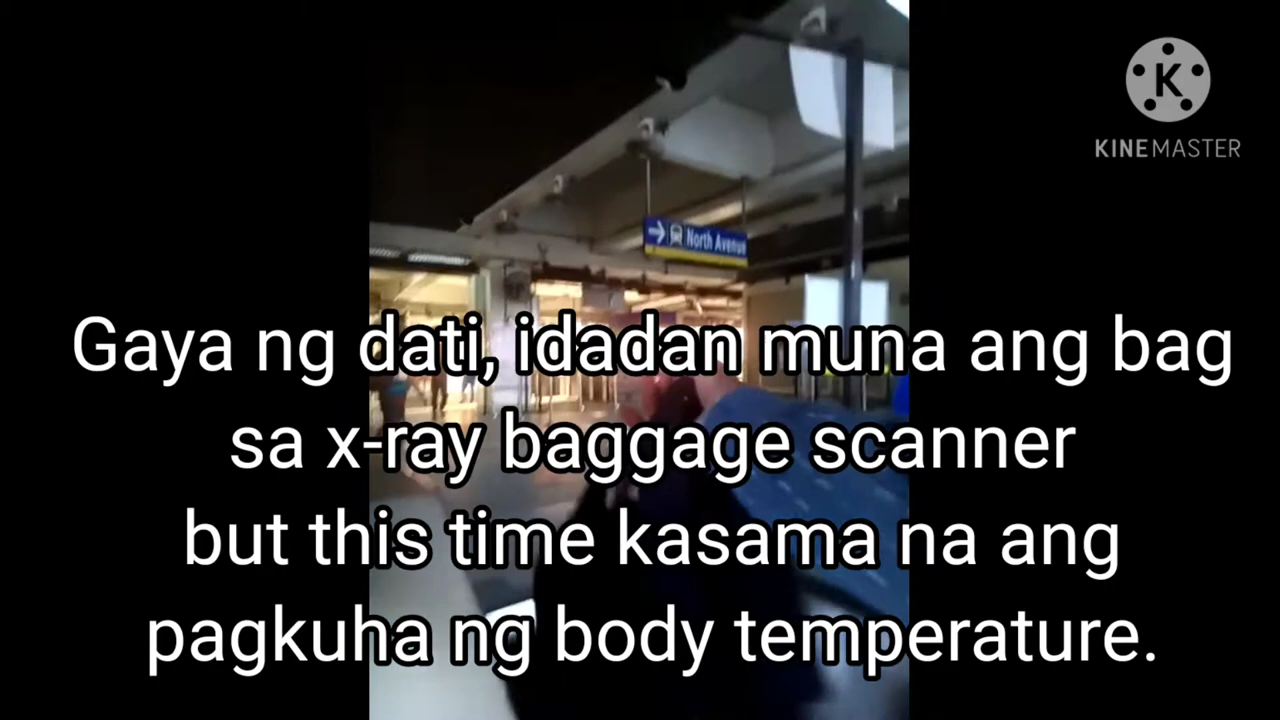 K
KINEMASTER
North Avenue
Gaya ng dati, idadan muna ang bag
sa x-ray baggage scanner
but this time kasama na ang
pagkuha ng body temperature.